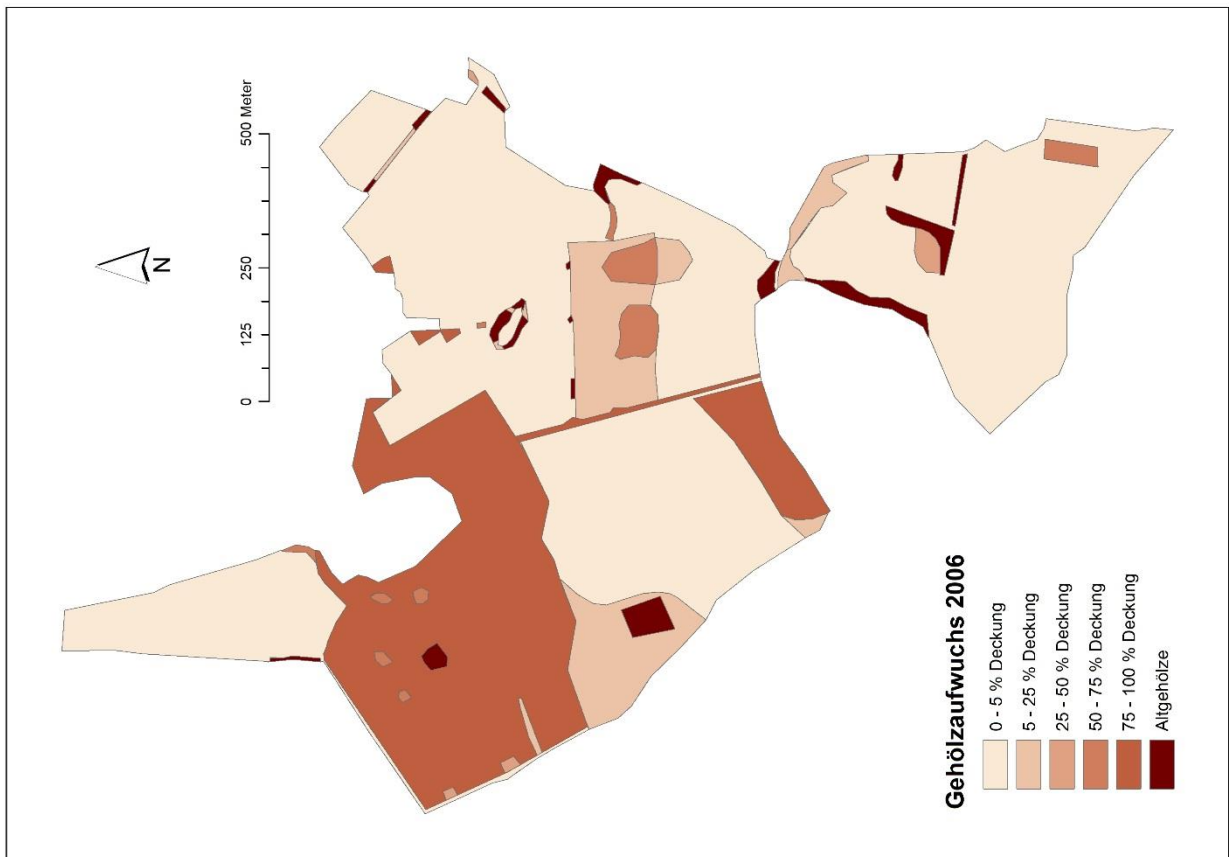 N
0 125 250 500 Meter
Gehölzaufwuchs 2006
0 - 5 % Deckung
5 - 25 % Deckung
25 - 50 % Deckung
50 - 75 % Deckung
75 - 100 % Deckung
Altgehölze